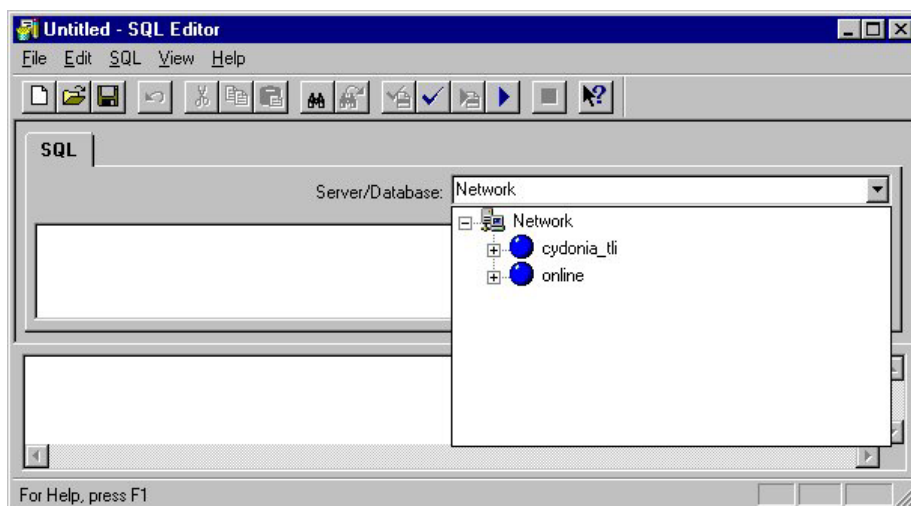 Untitled - SQL Editor
File Edit SQL View Help
SQL
Server/Database: Network
Network
cydonia_tli
online
For Help, press F1